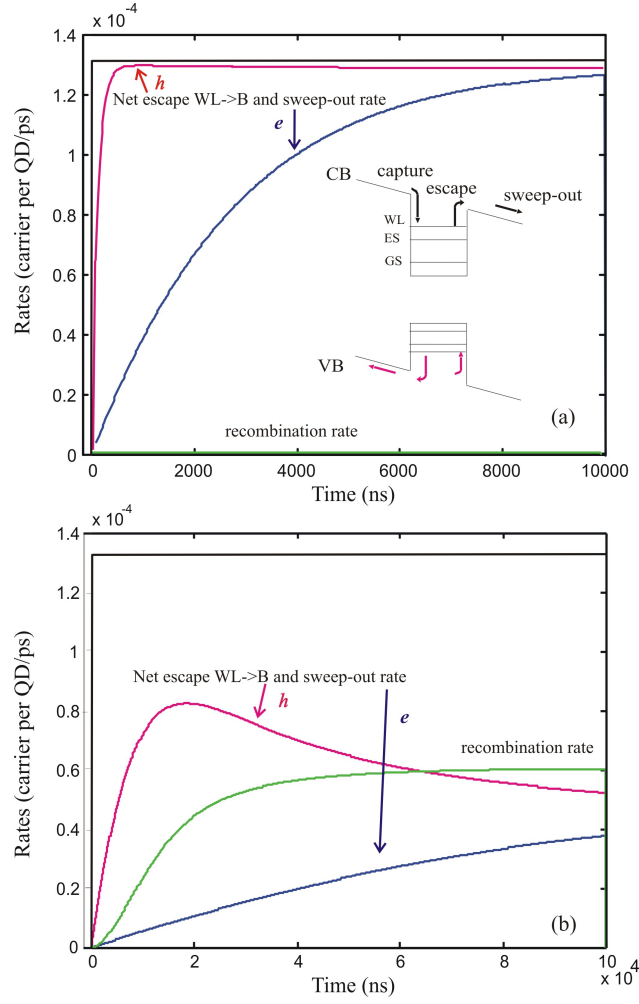 x 10⁻⁴
1.4
h
1.2
Net escape WL->B and sweep-out rate
e
1
capture
CB
escape
sweep-out
0.8
WL
ES
GS
0.6
Rates (carrier per QD/ps)
0.4
VB
0.2
(a)
recombination rate
0
0 2000 4000 6000 8000 10000
Time (ns)
x 10⁻⁴
1.4
1.2
1
Net escape WL->B and sweep-out rate
h
e
0.8
recombination rate
0.6
Rates (carrier per QD/ps)
0.4
0.2
(b)
0
0 2 4 6 8 10
Time (ns)
x 10⁴